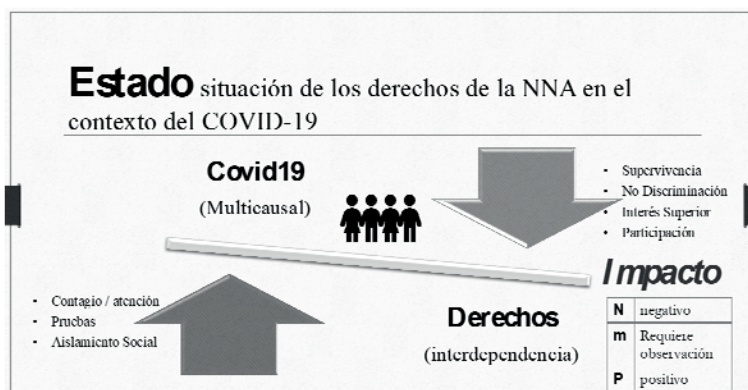 Estado situación de los derechos de la NNA en el
contexto del COVID-19
Covid19
(Multicausal)
• Supervivencia
• No Discriminación
• Interés Superior
• Participación
Impacto
N negativo
m Requiere
observación
P positivo
• Contagio / atención
• Pruebas
• Aislamiento Social
Derechos
(interdependencia)